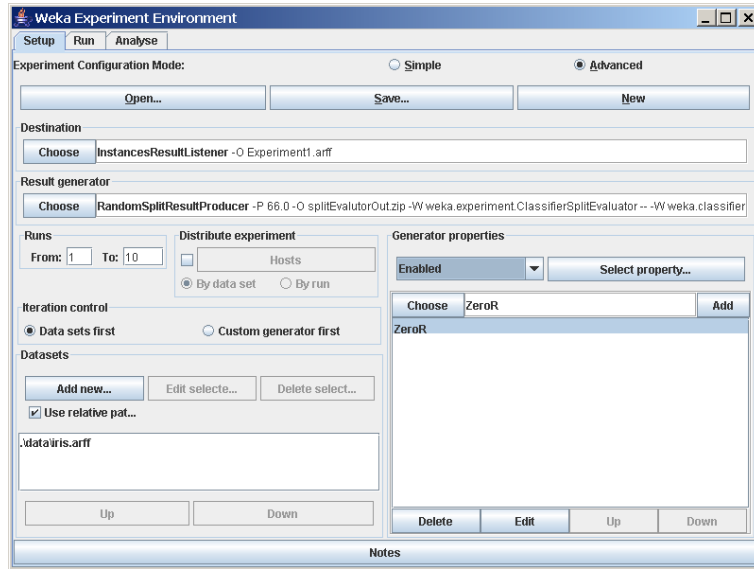 Weka Experiment Environment
Setup Run Analyse
Experiment Configuration Mode: Simple Advanced
Open... Save... New
Destination
Choose InstancesResultListener -O Experiment1.arff
Result generator
Choose RandomSplitResultProducer -P 66.0 -O splitEvalutorOut.zip -W weka.experiment.ClassifierSplitEvaluator -- -W weka.classifier
Runs
From: 1 To: 10
Distribute experiment
Hosts
By data set By run
Generator properties
Enabled Select property...
Iteration control
Data sets first Custom generator first
Choose ZeroR Add
ZeroR
Datasets
Add new... Edit selecte... Delete select...
Use relative pat...
.\data\iris.arff
Up Down
Delete Edit Up Down
Notes